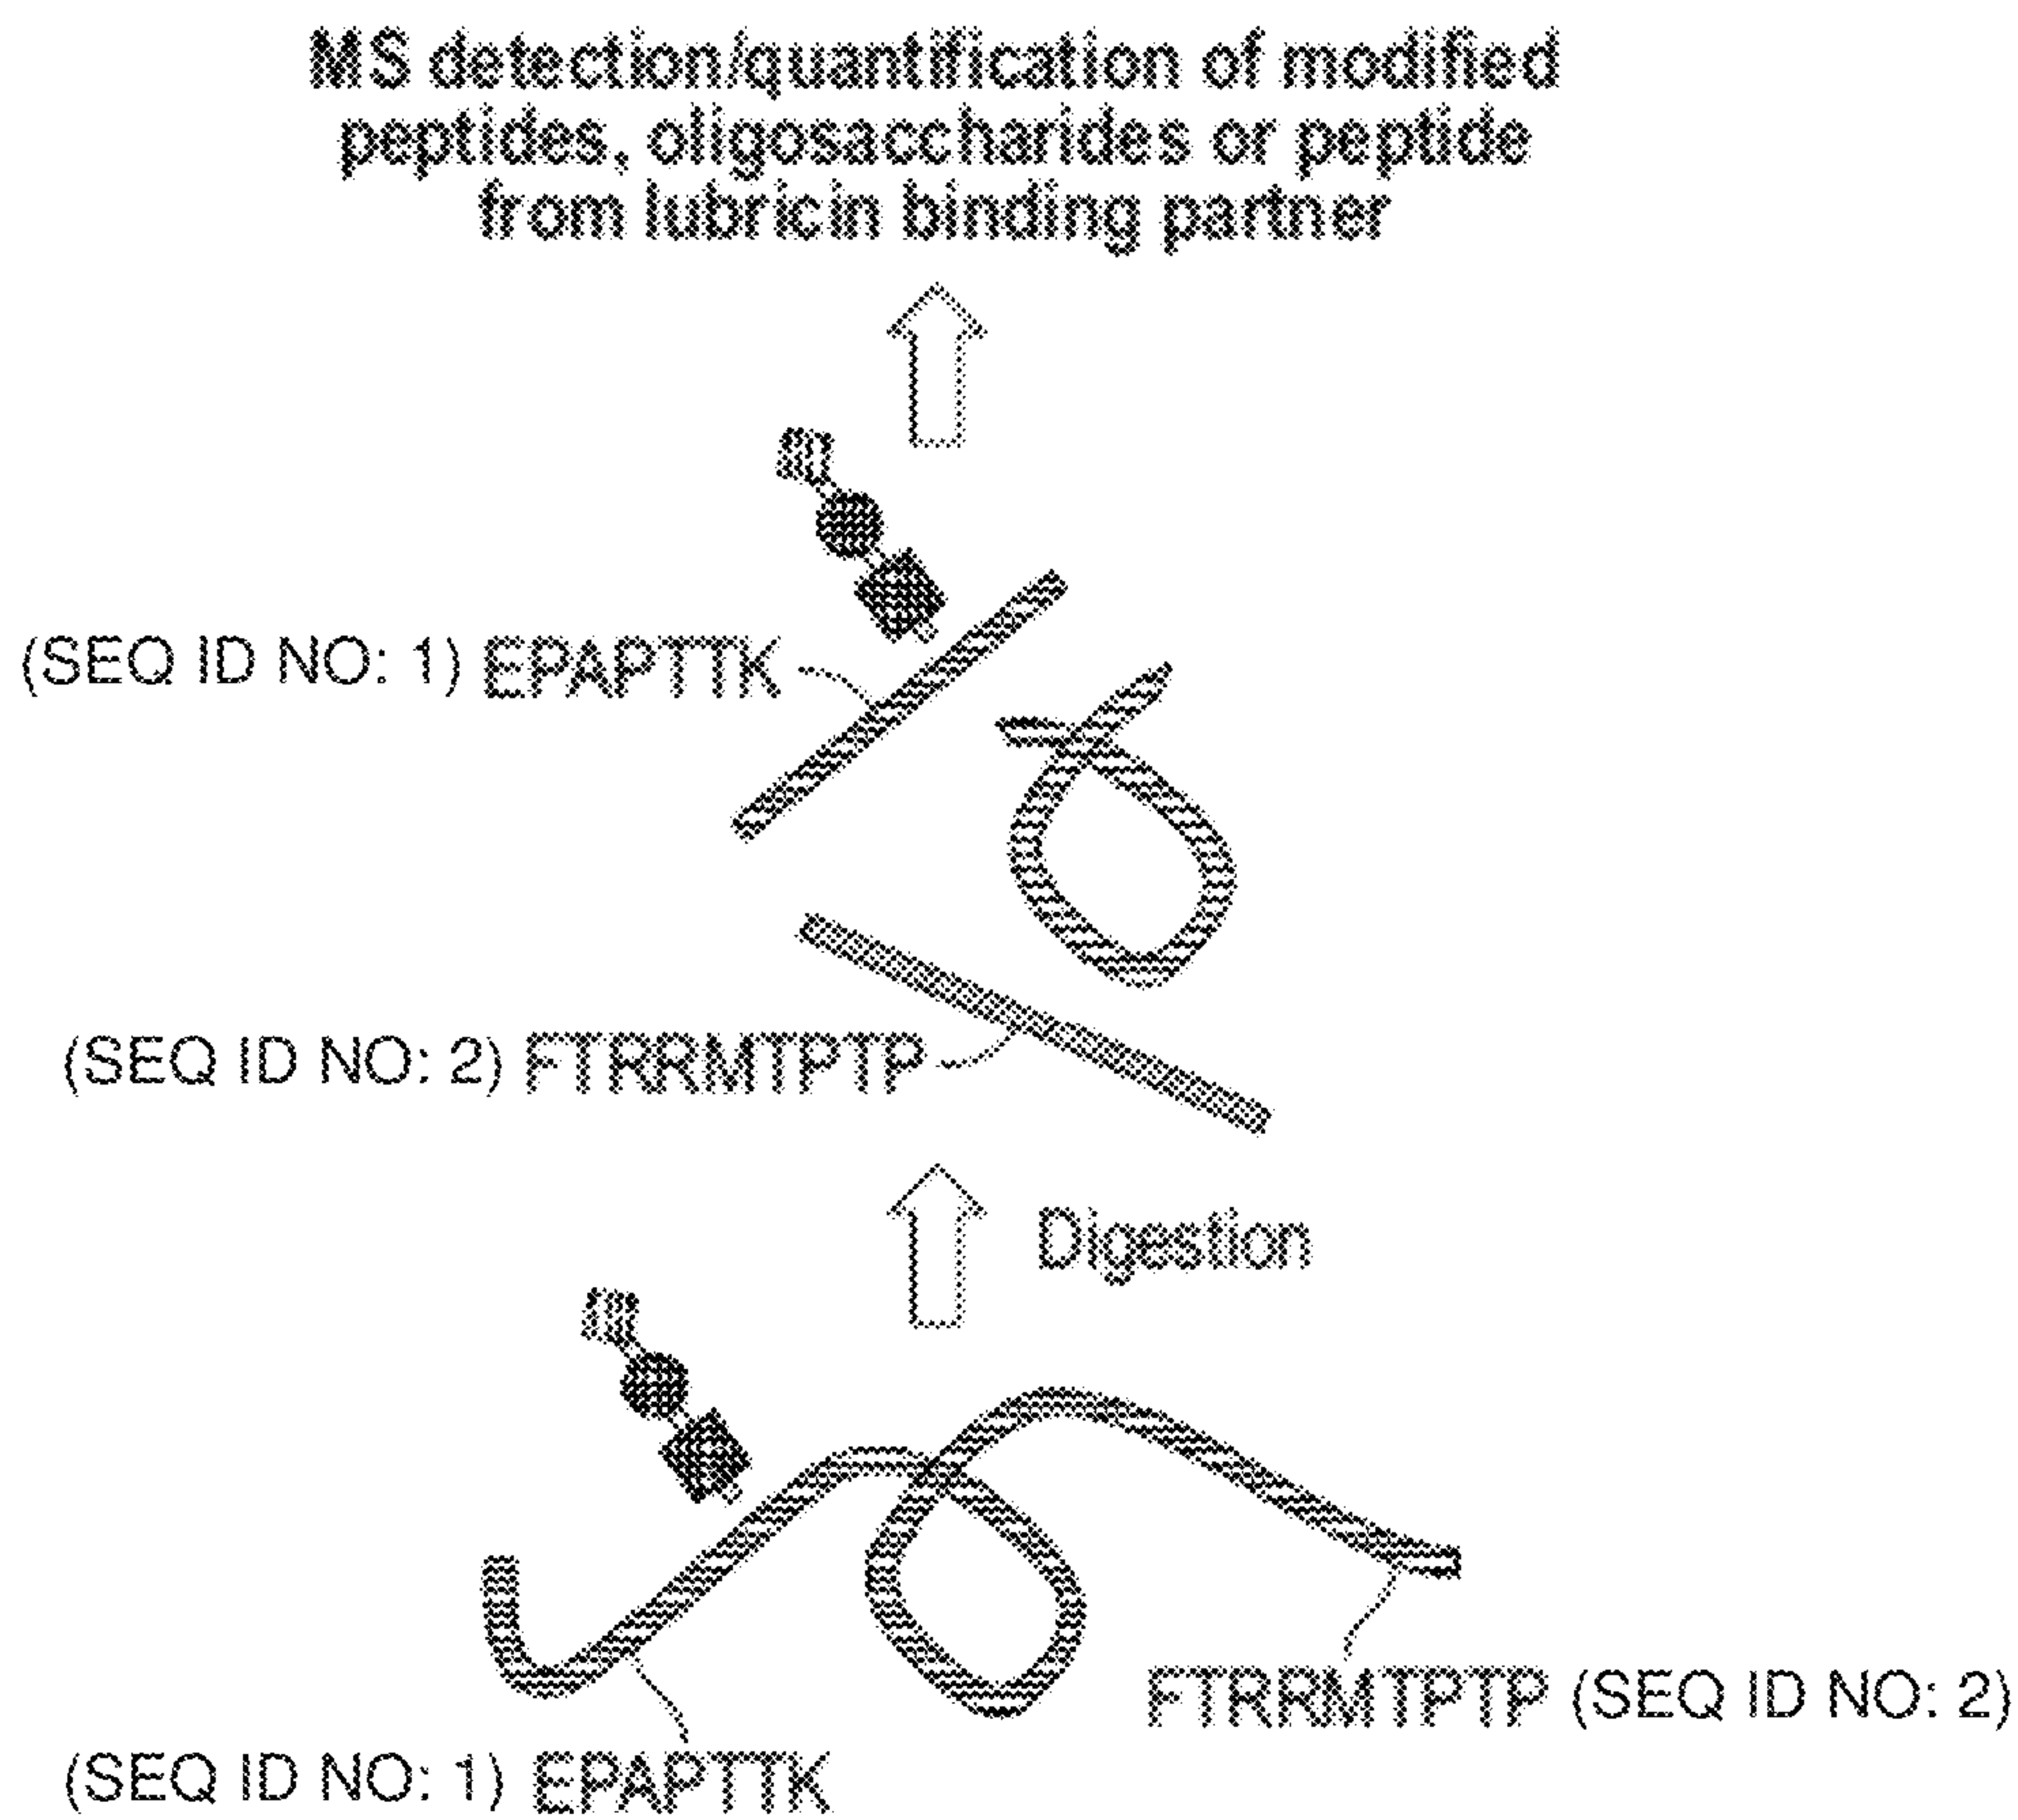 MS detection/quantification of modified
peptides, oligosaccharides or peptide
from lubricin binding partner
(SEQ ID NO: 1) EPAPTTK
(SEQ ID NO: 2) FTRRMTPTP
Digestion
FTRRMTPTP (SEQ ID NO: 2)
(SEQ ID NO: 1) EPAPTTK